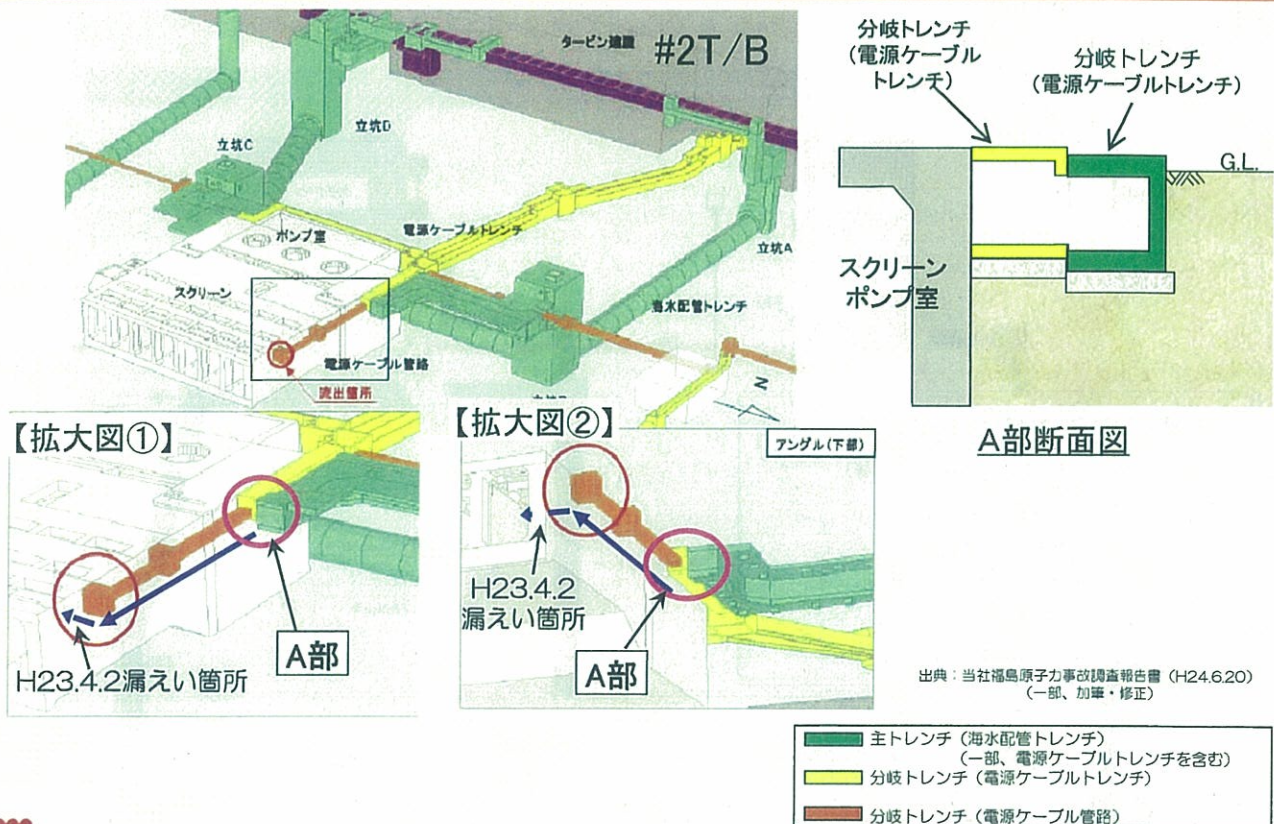 タービン建屋 #2T/B
立坑D
立坑C
ポンプ室
電源ケーブルトレンチ
立坑A
スクリーン
海水配管トレンチ
電源ケーブル管路
流出箇所
N
分岐トレンチ
(電源ケーブル
トレンチ)
分岐トレンチ
(電源ケーブルトレンチ)
G.L.
スクリーン
ポンプ室
A部断面図
【拡大図①】
A部
H23.4.2漏えい箇所
【拡大図②】
アングル(下部)
H23.4.2
漏えい箇所
A部
出典:当社福島原子力事故調査報告書(H24.6.20)
(一部、加筆・修正)
主トレンチ(海水配管トレンチ)
(一部、電源ケーブルトレンチを含む)
分岐トレンチ(電源ケーブルトレンチ)
分岐トレンチ(電源ケーブル管路)